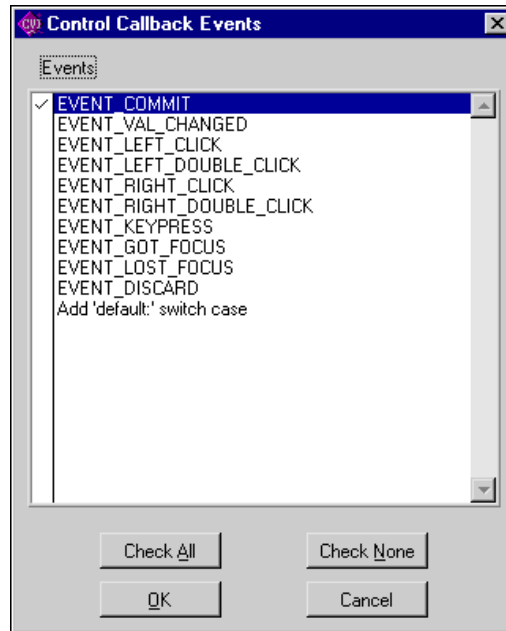 CVI Control Callback Events
Events
EVENT_COMMIT
EVENT_VAL_CHANGED
EVENT_LEFT_CLICK
EVENT_LEFT_DOUBLE_CLICK
EVENT_RIGHT_CLICK
EVENT_RIGHT_DOUBLE_CLICK
EVENT_KEYPRESS
EVENT_GOT_FOCUS
EVENT_LOST_FOCUS
EVENT_DISCARD
Add 'default:' switch case
Check All Check None
OK Cancel